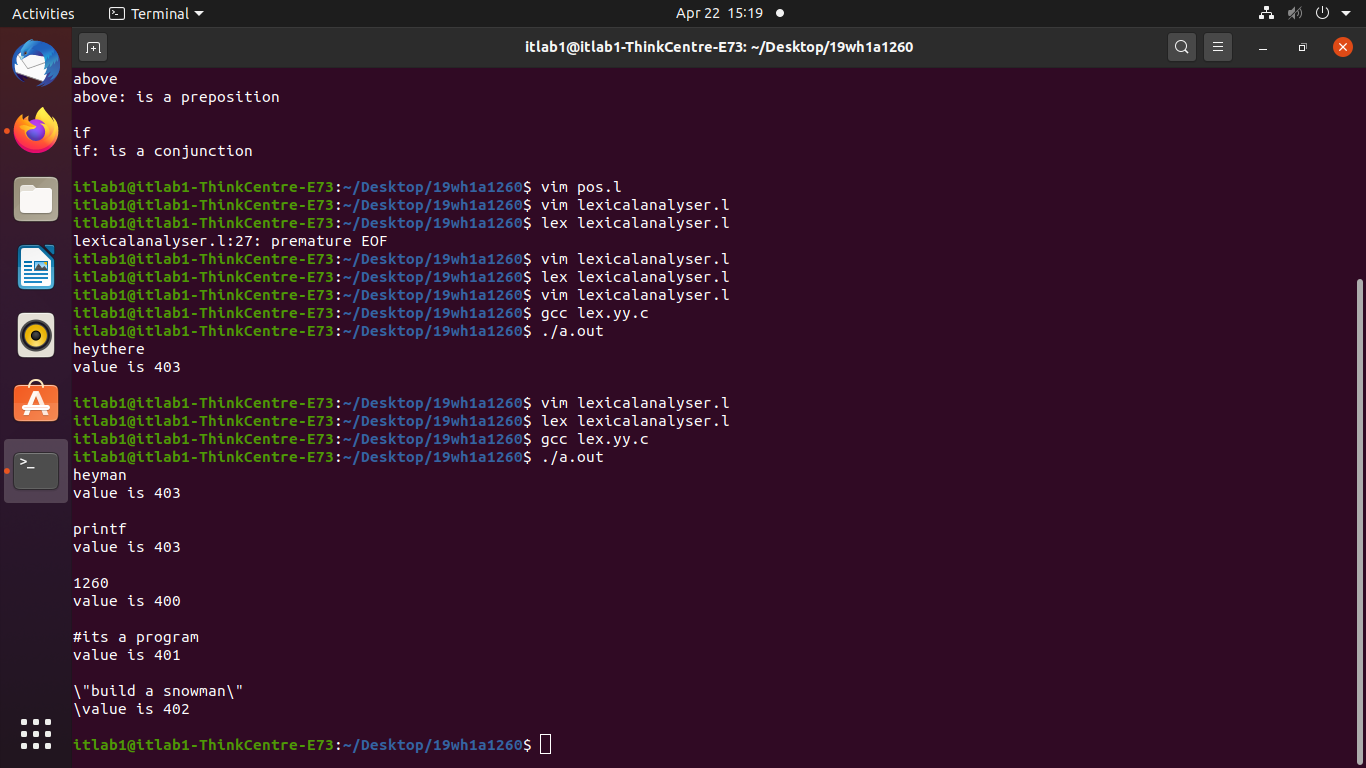 Activities Terminal Apr 22 15:19
itlab1@itlab1-ThinkCentre-E73: ~/Desktop/19wh1a1260
above
above: is a preposition
if
if: is a conjunction
itlab1@itlab1-ThinkCentre-E73:~/Desktop/19wh1a1260$ vim pos.l
itlab1@itlab1-ThinkCentre-E73:~/Desktop/19wh1a1260$ vim lexicalanalyser.l
itlab1@itlab1-ThinkCentre-E73:~/Desktop/19wh1a1260$ lex lexicalanalyser.l
lexicalanalyser.l:27: premature EOF
itlab1@itlab1-ThinkCentre-E73:~/Desktop/19wh1a1260$ vim lexicalanalyser.l
itlab1@itlab1-ThinkCentre-E73:~/Desktop/19wh1a1260$ lex lexicalanalyser.l
itlab1@itlab1-ThinkCentre-E73:~/Desktop/19wh1a1260$ vim lexicalanalyser.l
itlab1@itlab1-ThinkCentre-E73:~/Desktop/19wh1a1260$ gcc lex.yy.c
itlab1@itlab1-ThinkCentre-E73:~/Desktop/19wh1a1260$ ./a.out
heythere
value is 403
itlab1@itlab1-ThinkCentre-E73:~/Desktop/19wh1a1260$ vim lexicalanalyser.l
itlab1@itlab1-ThinkCentre-E73:~/Desktop/19wh1a1260$ lex lexicalanalyser.l
itlab1@itlab1-ThinkCentre-E73:~/Desktop/19wh1a1260$ gcc lex.yy.c
itlab1@itlab1-ThinkCentre-E73:~/Desktop/19wh1a1260$ ./a.out
heyman
value is 403
printf
value is 403
1260
value is 400
#its a program
value is 401
\"build a snowman\"
\value is 402
itlab1@itlab1-ThinkCentre-E73:~/Desktop/19wh1a1260$